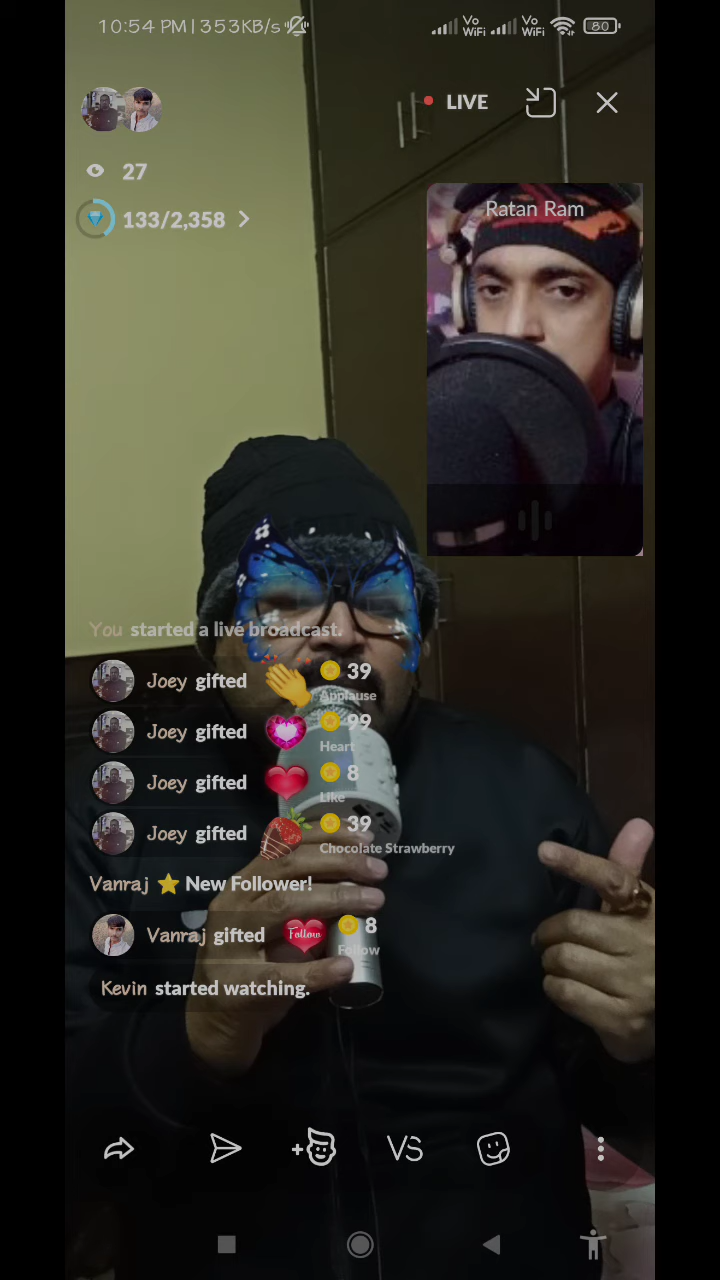 10:54 PM | 353KB/s
Vo
WiFi
Vo
WiFi
80
LIVE
27
133/2,358
Ratan Ram
You started a live broadcast.
Joey gifted 39
Applause
Joey gifted 99
Heart
Joey gifted 8
Like
Joey gifted 39
Chocolate Strawberry
Vanraj ⭐ New Follower!
Vanraj gifted Follow 8
Follow
Kevin started watching.
VS